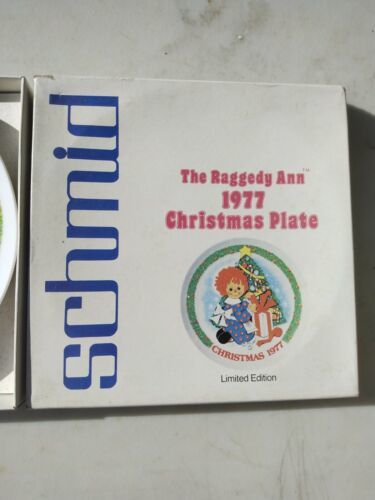 schmid
The Raggedy Ann™
1977
Christmas Plate
CHRISTMAS 1977
Limited Edition